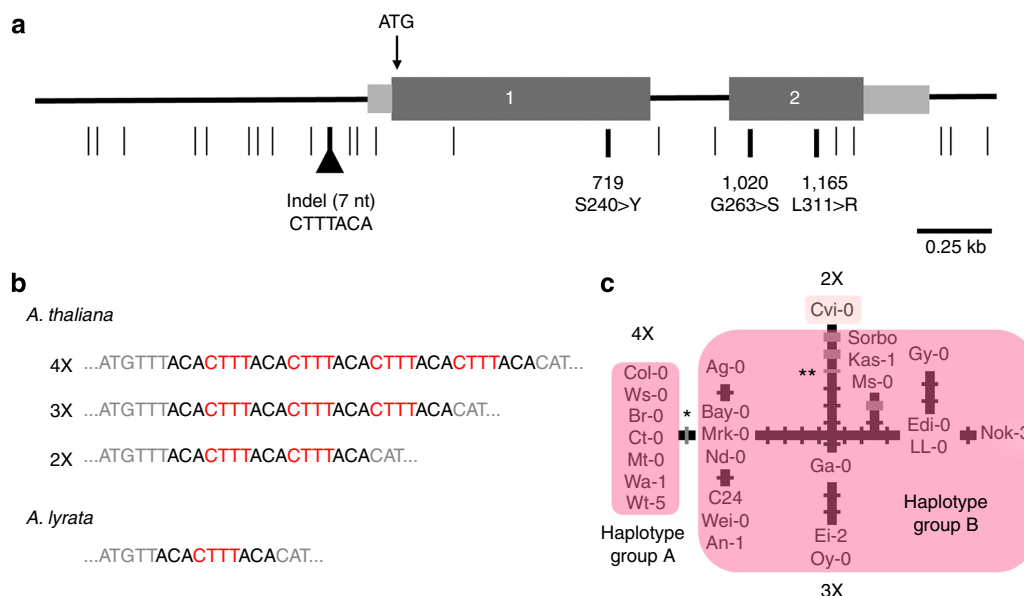 a
ATG
1
2
Indel (7 nt)
CTTTACA
719
S240>Y
1,020
G263>S
1,165
L311>R
0.25 kb
b
A. thaliana
4X ...ATGTTTACACTTTACACTTTACACTTTACACTTTACACAT...
3X ...ATGTTTACACTTTACACTTTACACTTTACACAT...
2X ...ATGTTTACACTTTACACTTTACACAT...
A. lyrata
...ATGTTACACTTTACACAT...
c
2X
Cvi-0
4X
Col-0
Ws-0
Br-0
Ct-0
Mt-0
Wa-1
Wt-5
Haplotype
group A
*
Ag-0
Bay-0
Mrk-0
Nd-0
C24
Wei-0
An-1
**
Sorbo
Kas-1
Ms-0
Gy-0
Edi-0
LL-0
Nok-3
Ga-0
Ei-2
Oy-0
Haplotype
group B
3X